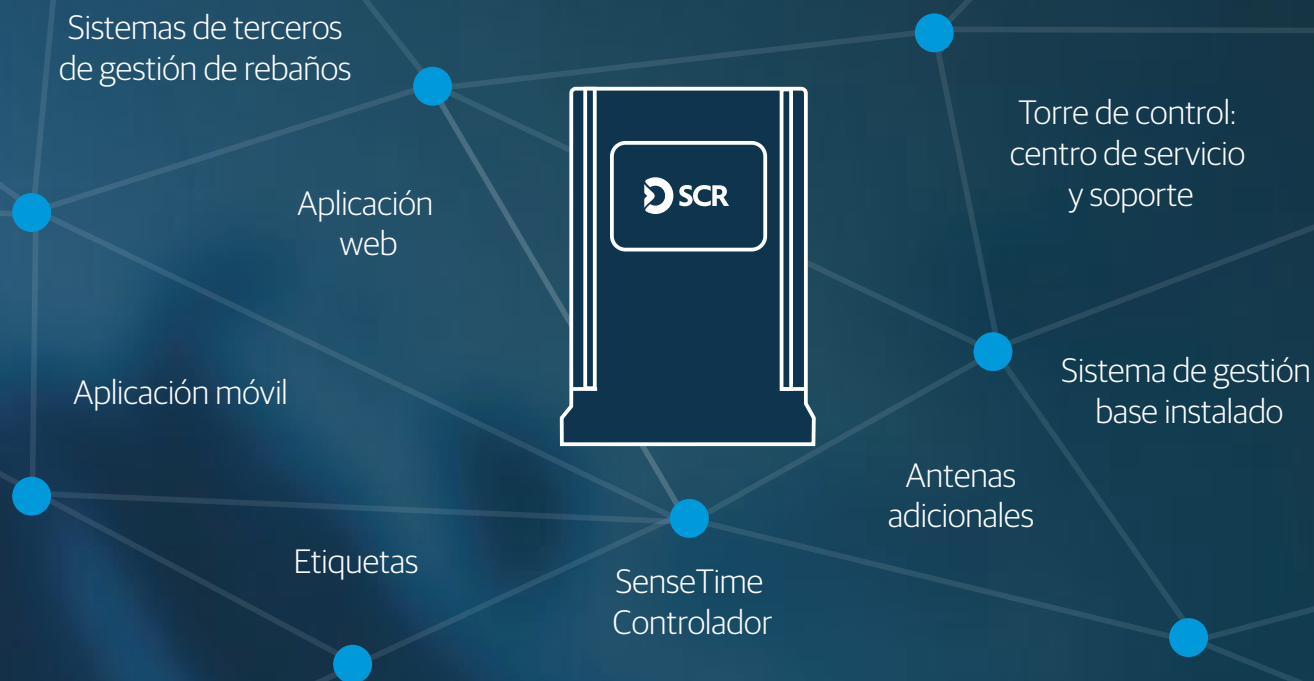 Sistemas de terceros
de gestión de rebaños
Torre de control:
centro de servicio
y soporte
SCR
Aplicación
web
Aplicación móvil
Sistema de gestión
base instalado
Antenas
adicionales
Etiquetas
SenseTime
Controlador